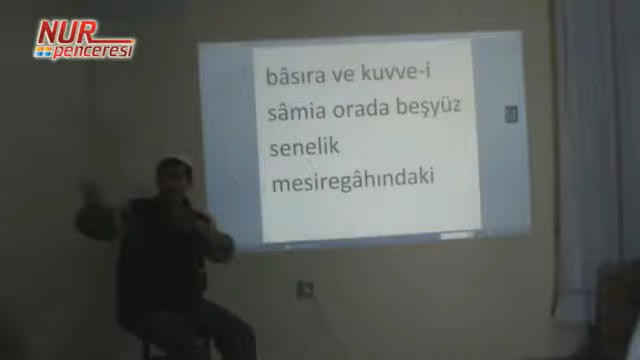 NUR
penceresi
bâsıra ve kuvve-i
sâmia orada beşyüz
senelik
mesiregâhındaki